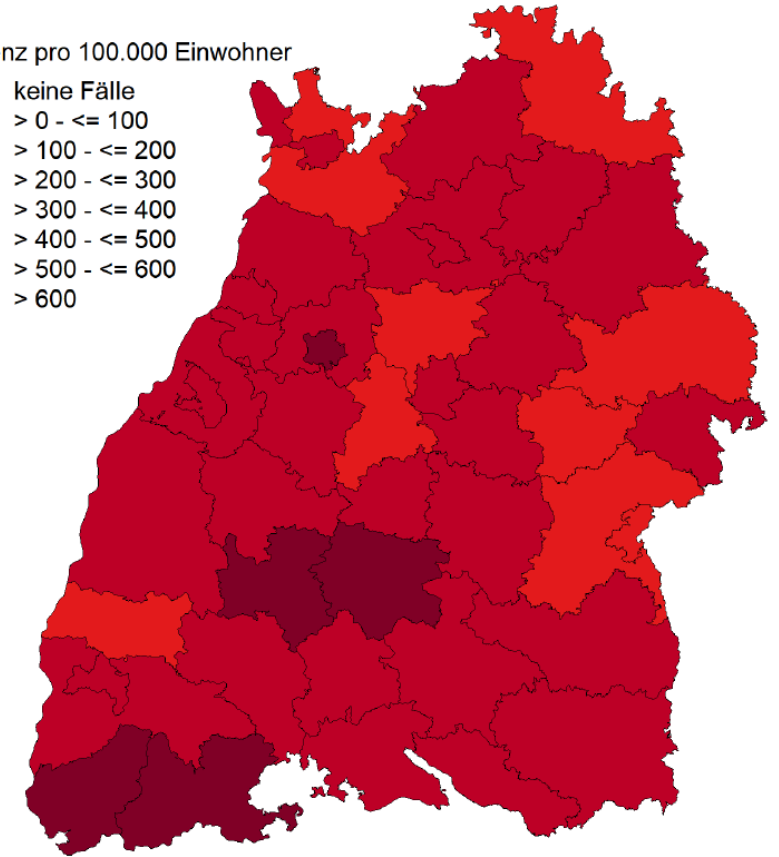 nz pro 100.000 Einwohner
keine Fälle
> 0 - <= 100
> 100 - <= 200
> 200 - <= 300
> 300 - <= 400
> 400 - <= 500
> 500 - <= 600
> 600